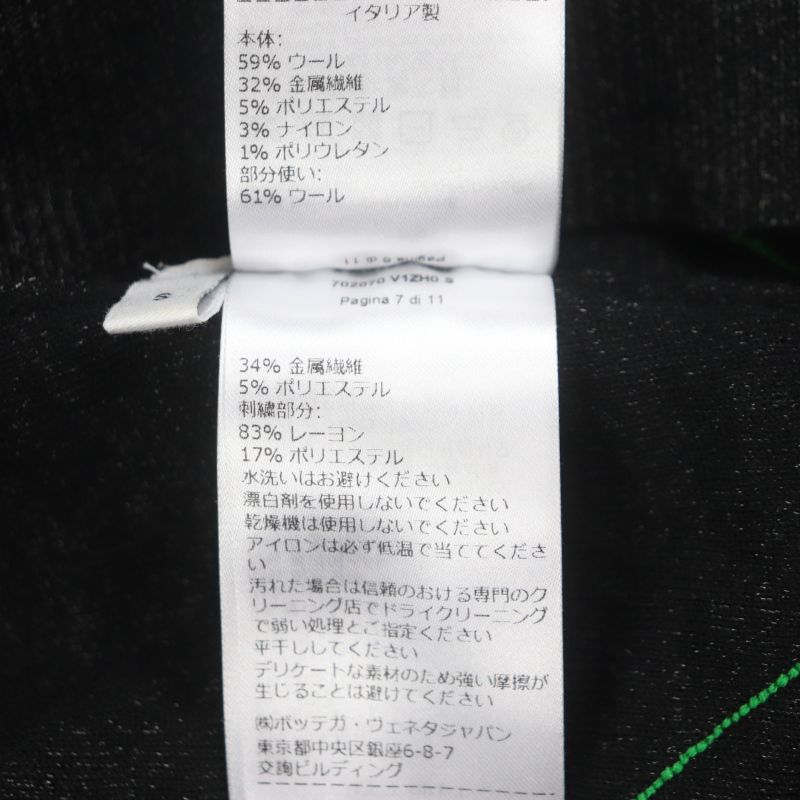 イタリア製
本体:
59% ウール
32% 金属繊維
5% ポリエステル
3% ナイロン
1% ポリウレタン
部分使い:
61% ウール
Pagina 6 di 11
702070 V1ZH0 S
Pagina 7 di 11
S
34% 金属繊維
5% ポリエステル
刺繍部分:
83% レーヨン
17% ポリエステル
水洗いはお避けください
漂白剤を使用しないでください
乾燥機は使用しないでください
アイロンは必ず低温で当ててくださ
い
汚れた場合は信頼のおける専門のク
リーニング店でドライクリーニング
で弱い処理とご指定ください
平干ししてください
デリケートな素材のため強い摩擦が
生じることは避けてください
㈱ボッテガ・ヴェネタジャパン
東京都中央区銀座6-8-7
交詢ビルディング